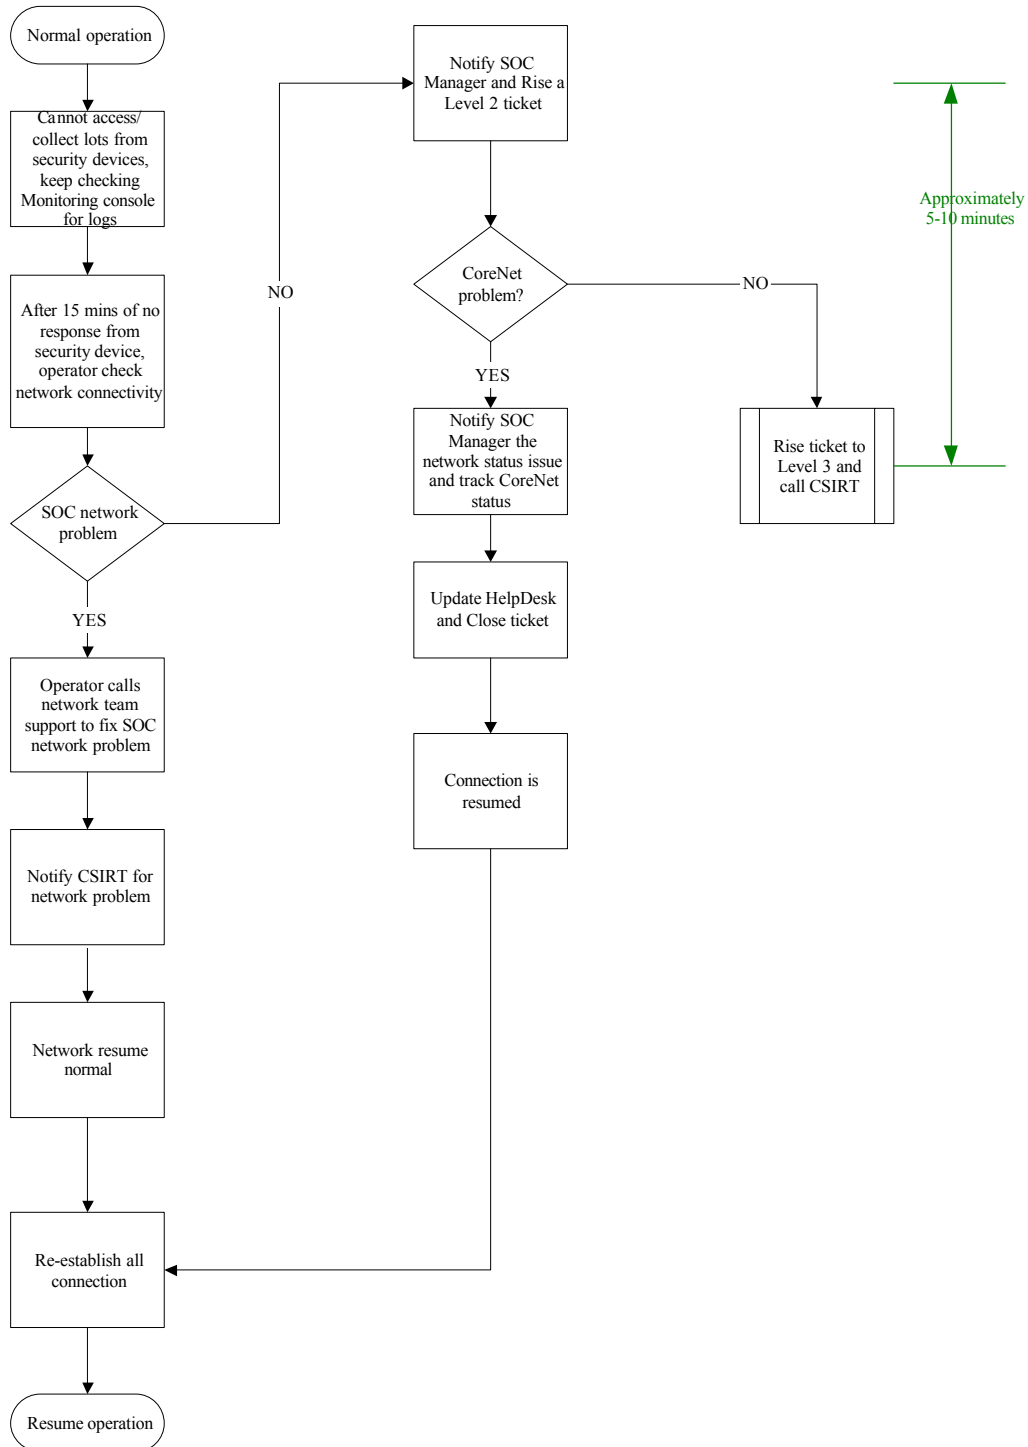 Normal operation
Cannot access/
collect lots from
security devices,
keep checking
Monitoring console
for logs
After 15 mins of no
response from
security device,
operator check
network connectivity
SOC network
problem
YES
NO
Operator calls
network team
support to fix SOC
network problem
Notify CSIRT for
network problem
Network resume
normal
Re-establish all
connection
Resume operation
Notify SOC
Manager and Rise a
Level 2 ticket
CoreNet
problem?
YES
NO
Notify SOC
Manager the
network status issue
and track CoreNet
status
Update HelpDesk
and Close ticket
Connection is
resumed
Rise ticket to
Level 3 and
call CSIRT
Approximately
5-10 minutes